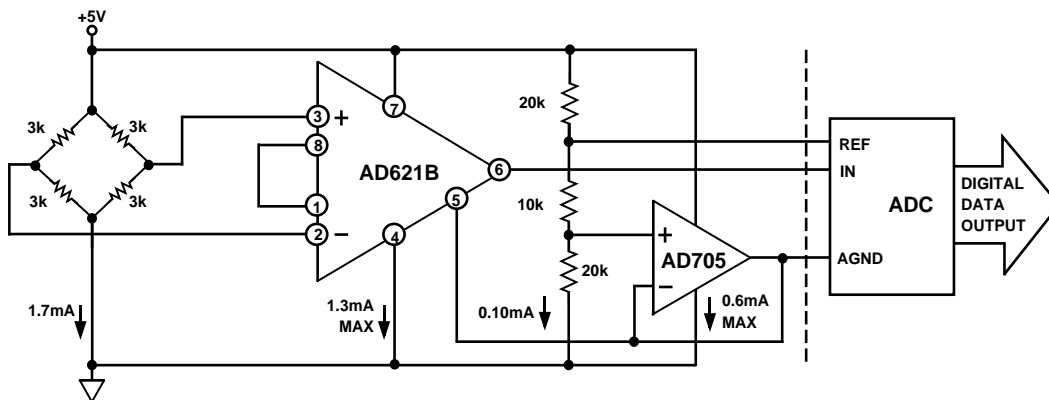 +5V
3k
3k
3k
3k
1.7mA
3
8
1
2
+
–
7
AD621B
6
5
4
1.3mA
MAX
20k
10k
20k
0.10mA
+
AD705
–
0.6mA
MAX
REF
IN
ADC
AGND
DIGITAL
DATA
OUTPUT